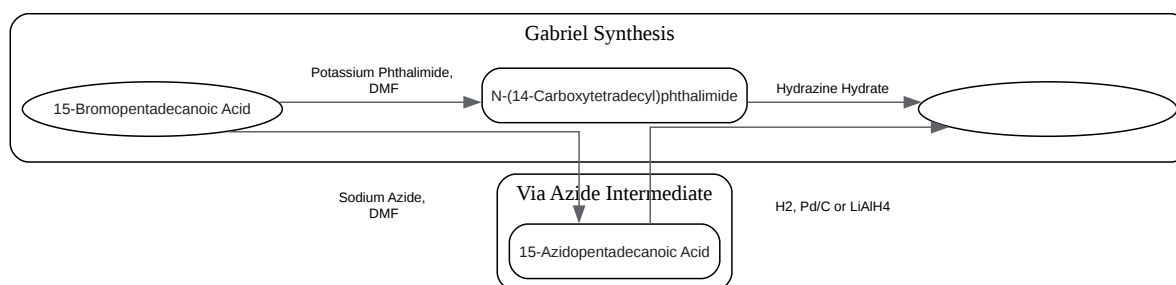 Gabriel Synthesis
Potassium Phthalimide,
DMF
15-Bromopentadecanoic Acid
N-(14-Carboxytetradecyl)phthalimide
Hydrazine Hydrate
Sodium Azide,
DMF
Via Azide Intermediate
H2, Pd/C or LiAlH4
15-Azidopentadecanoic Acid